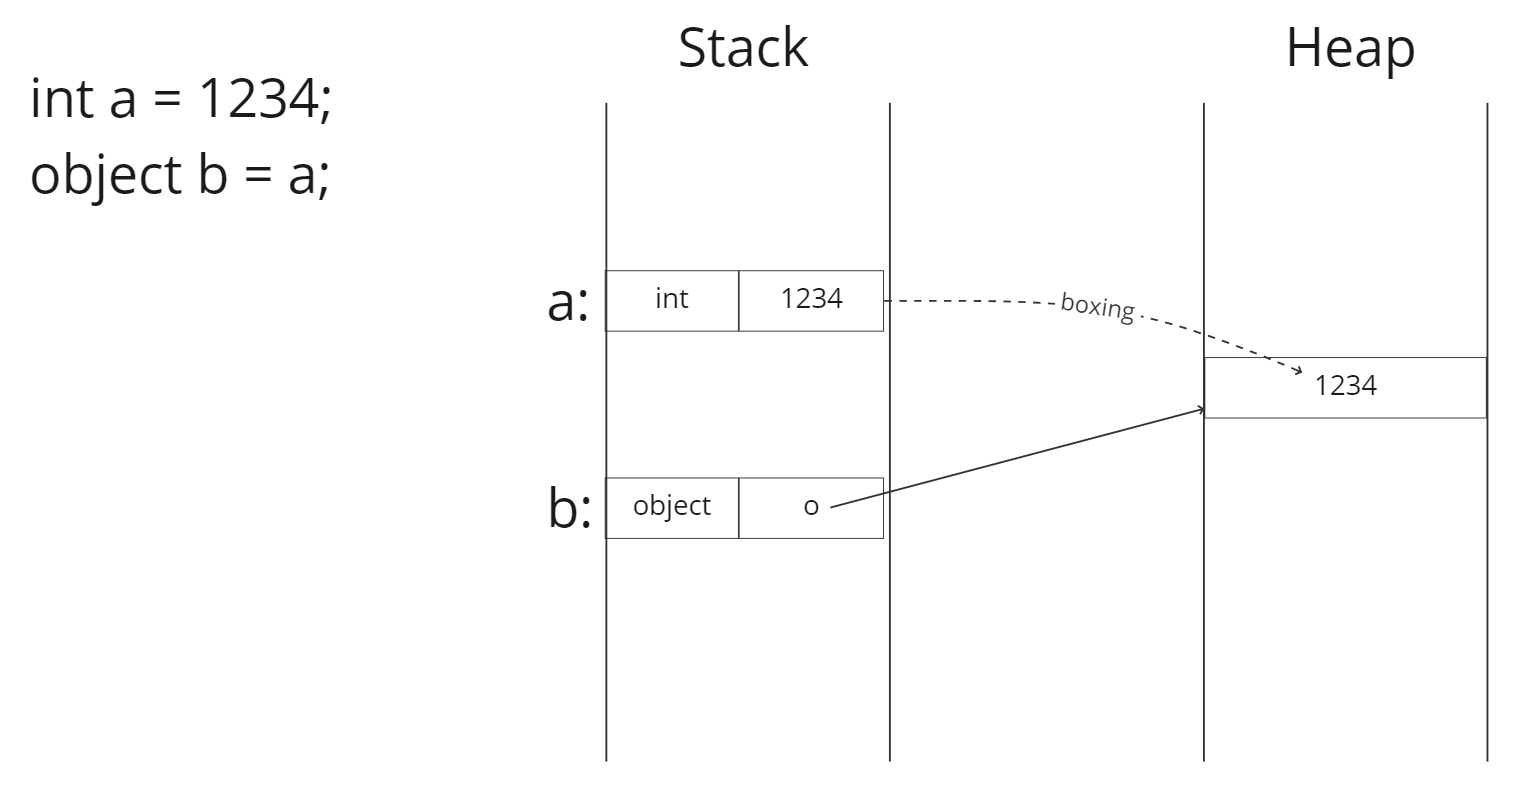 Stack
Heap
int a = 1234;
object b = a;
a:
int
1234
boxing
1234
b:
object
o